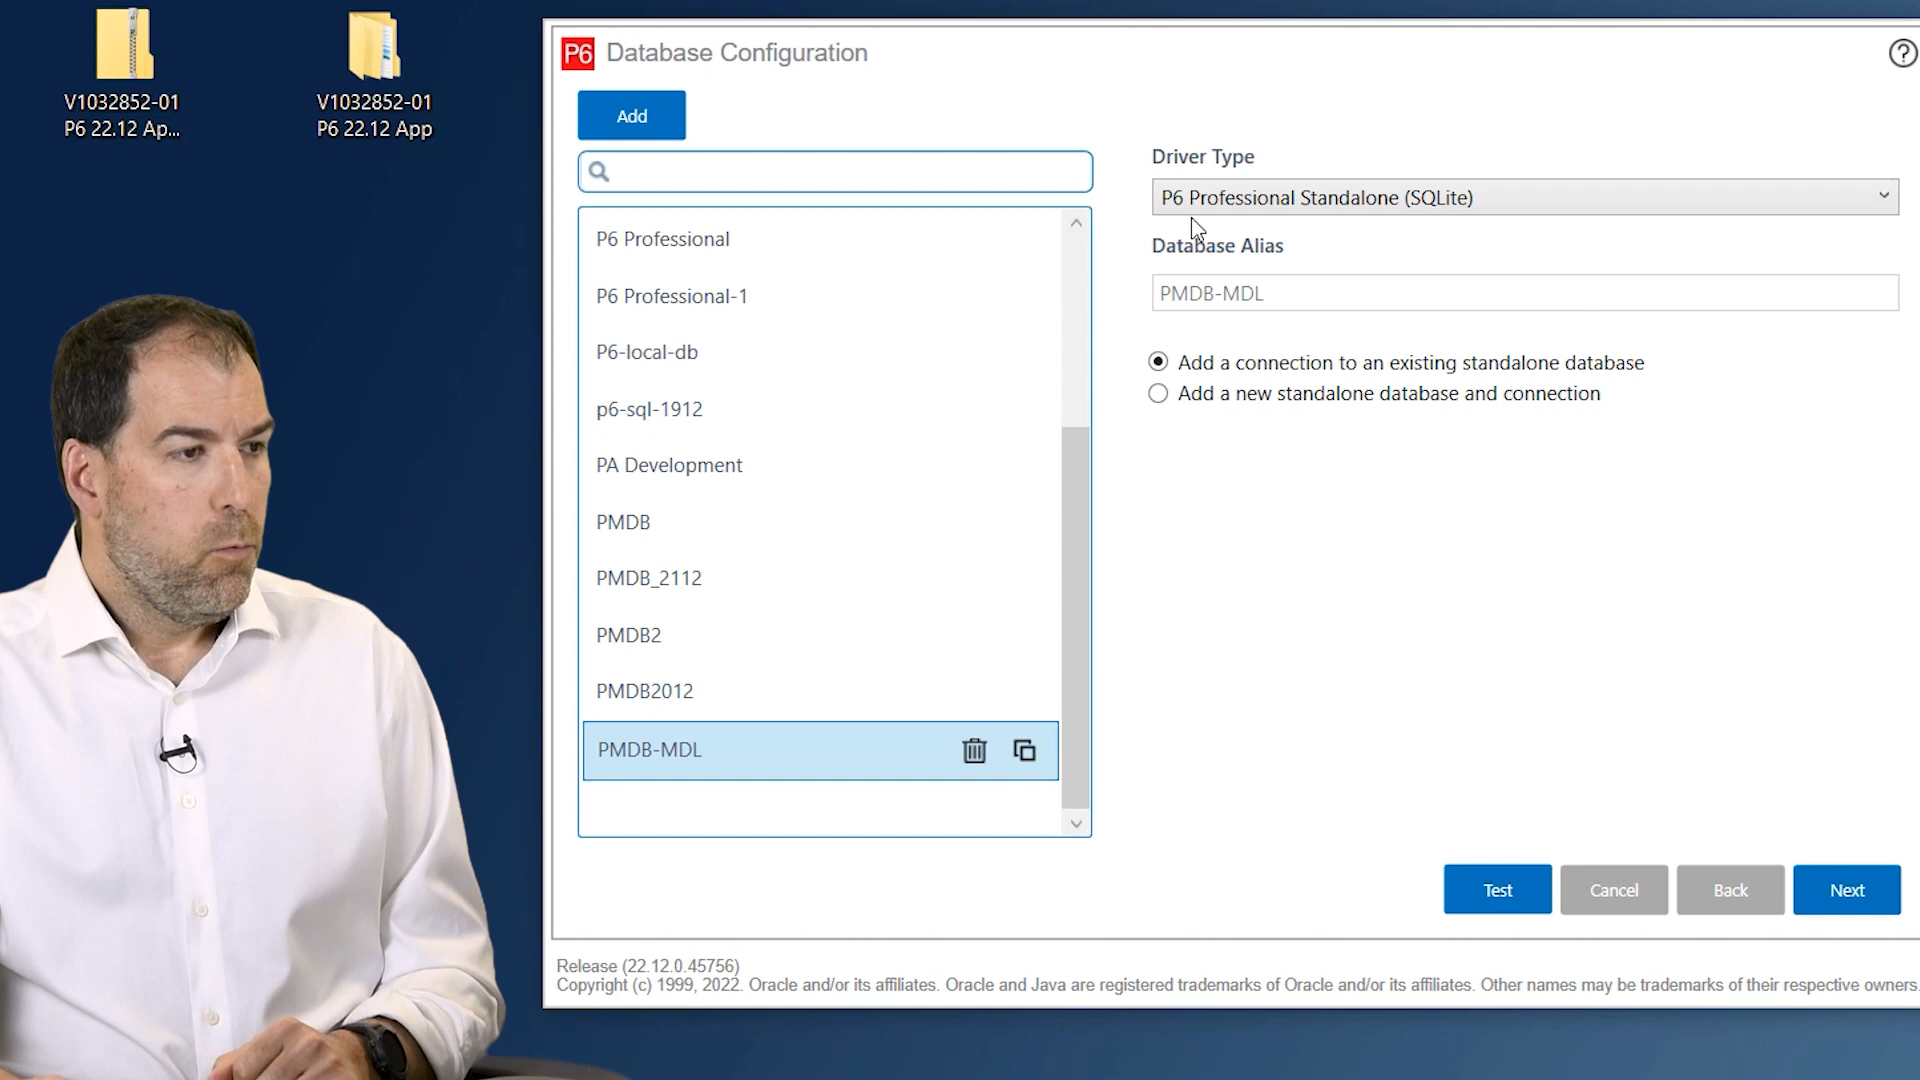 V1032852-01
P6 22.12 Ap...
V1032852-01
P6 22.12 App
P6 Database Configuration
Add
Driver Type
P6 Professional Standalone (SQLite)
Database Alias
PMDB-MDL
Add a connection to an existing standalone database
Add a new standalone database and connection
P6 Professional
P6 Professional-1
P6-local-db
p6-sql-1912
PA Development
PMDB
PMDB_2112
PMDB2
PMDB2012
PMDB-MDL
Test
Cancel
Back
Next
Release (22.12.0.45756)
Copyright (c) 1999, 2022. Oracle and/or its affiliates. Oracle and Java are registered trademarks of Oracle and/or its affiliates. Other names may be trademarks of their respective owners.